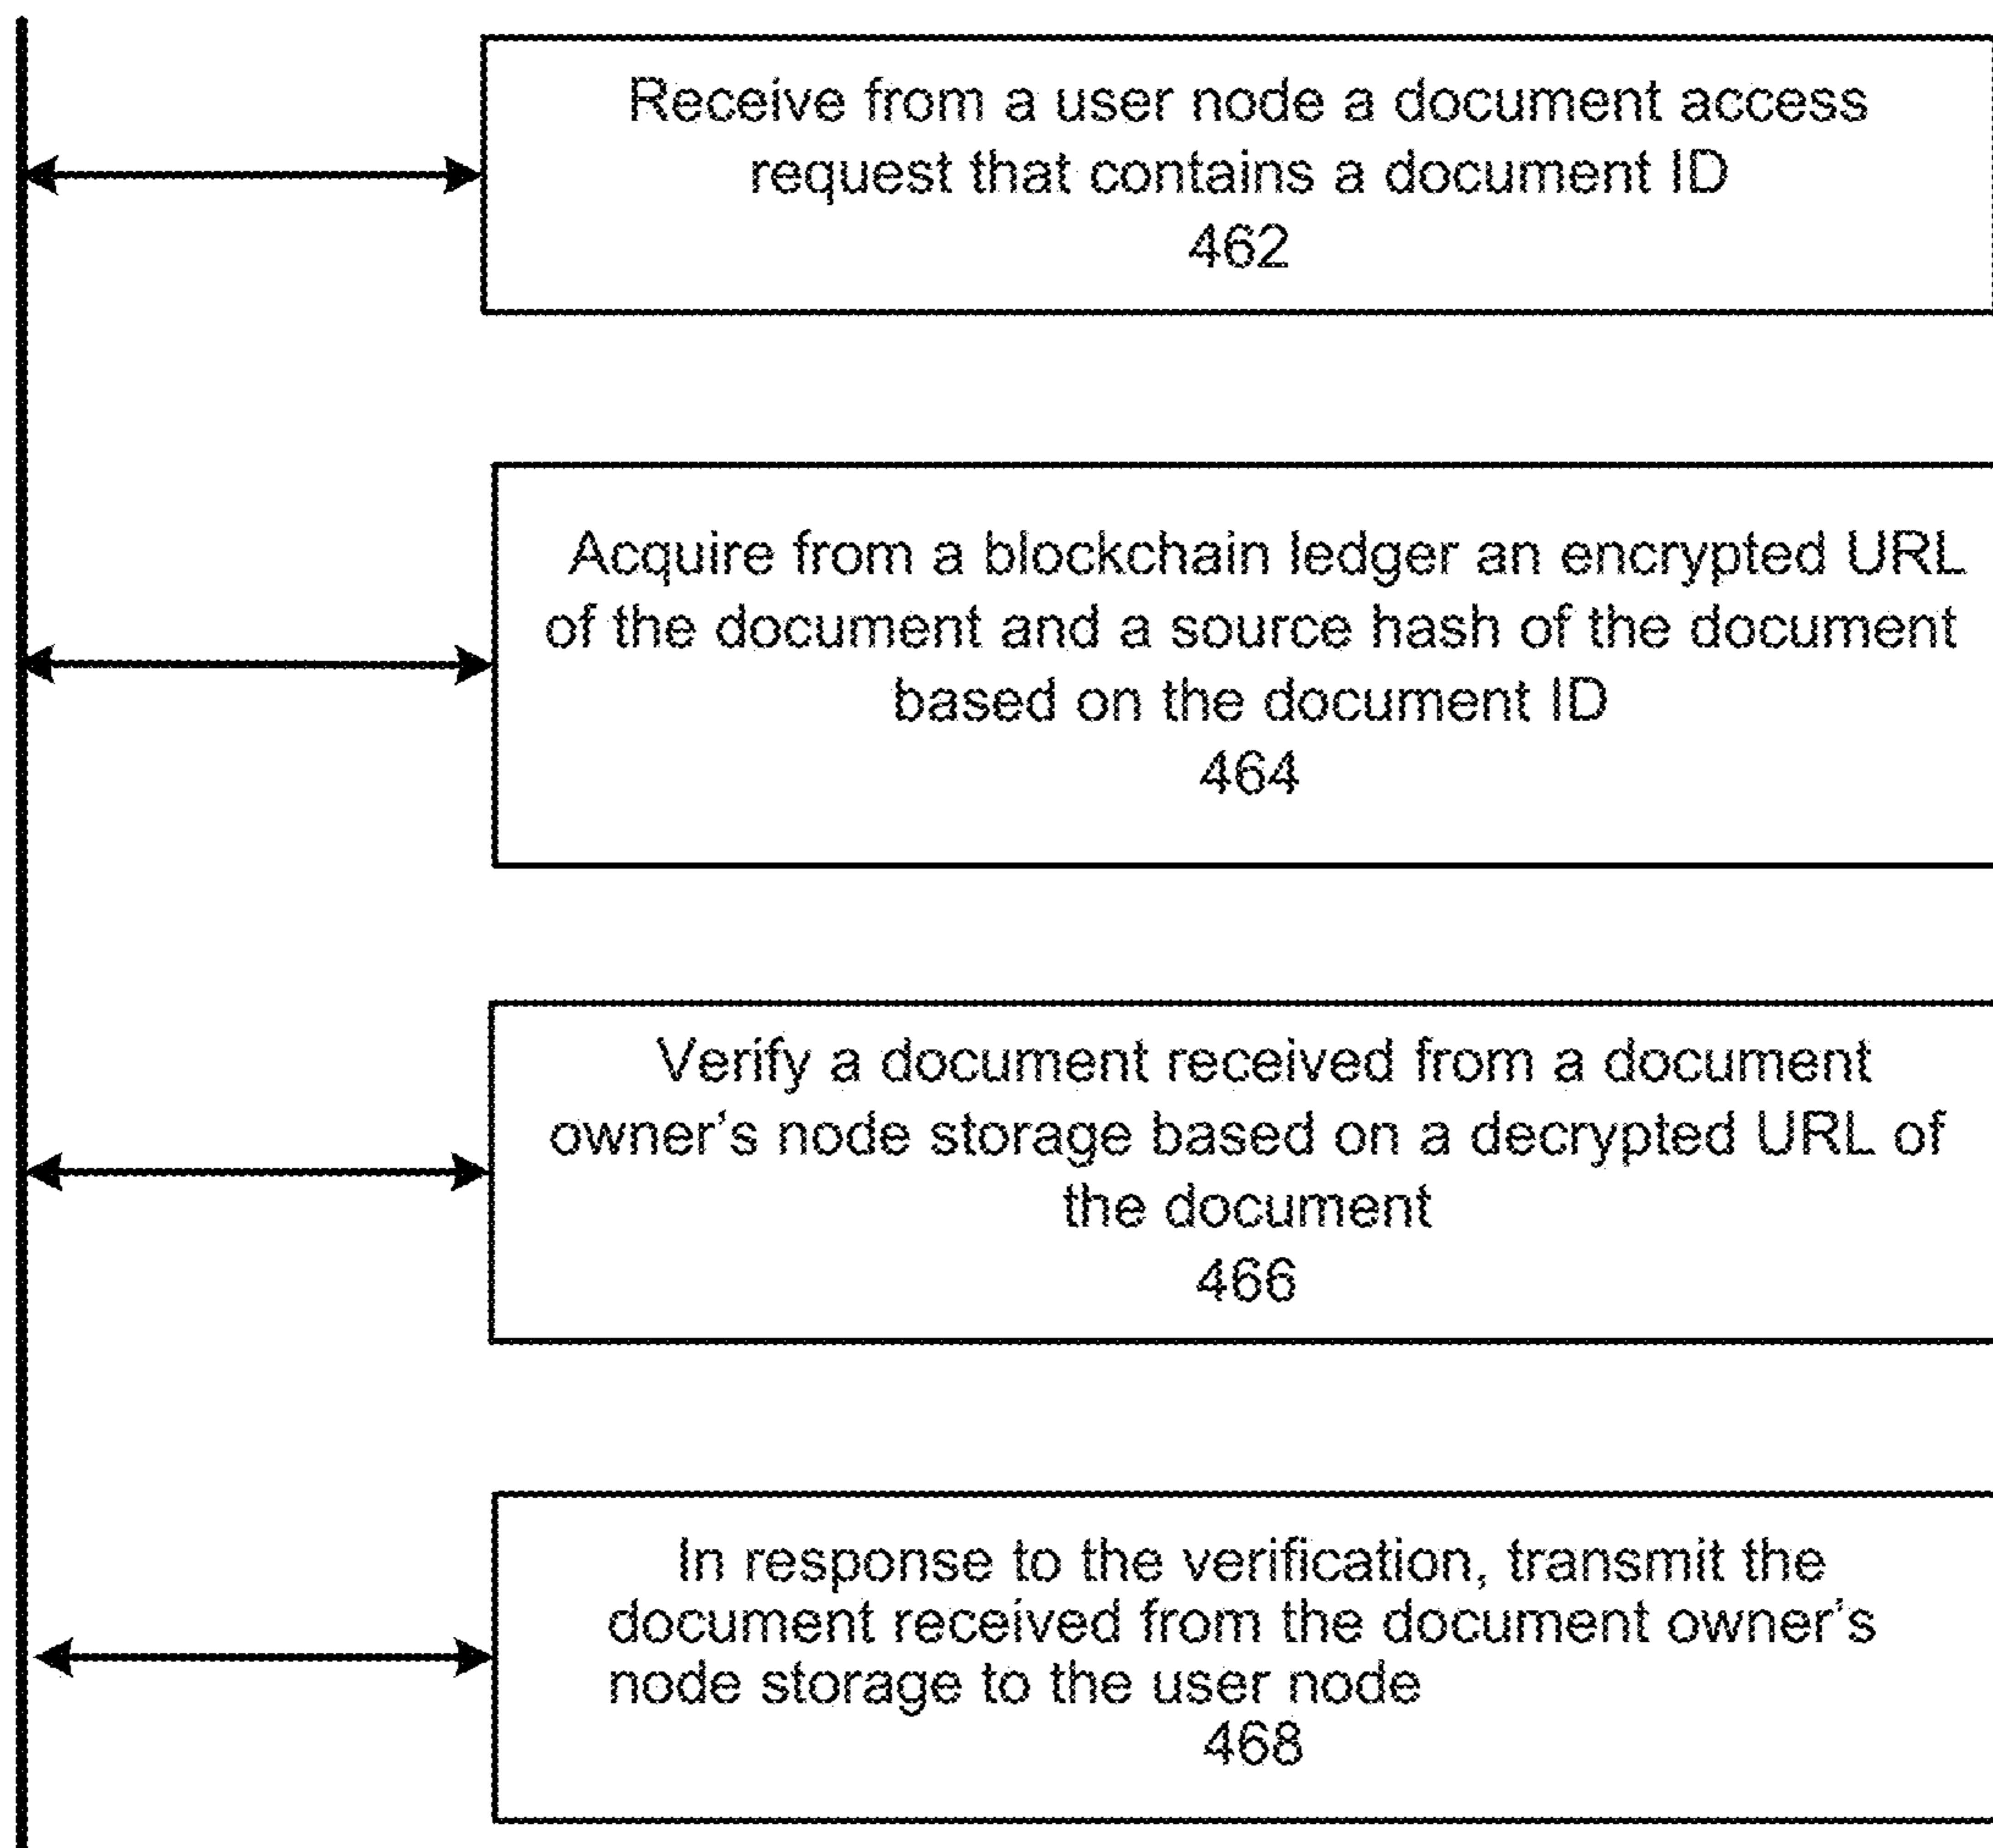 Receive from a user node a document access
request that contains a document ID
462
Acquire from a blockchain ledger an encrypted URL
of the document and a source hash of the document
based on the document ID
464
Verify a document received from a document
owner's node storage based on a decrypted URL of
the document
466
In response to the verification, transmit the
document received from the document owner's
node storage to the user node
468